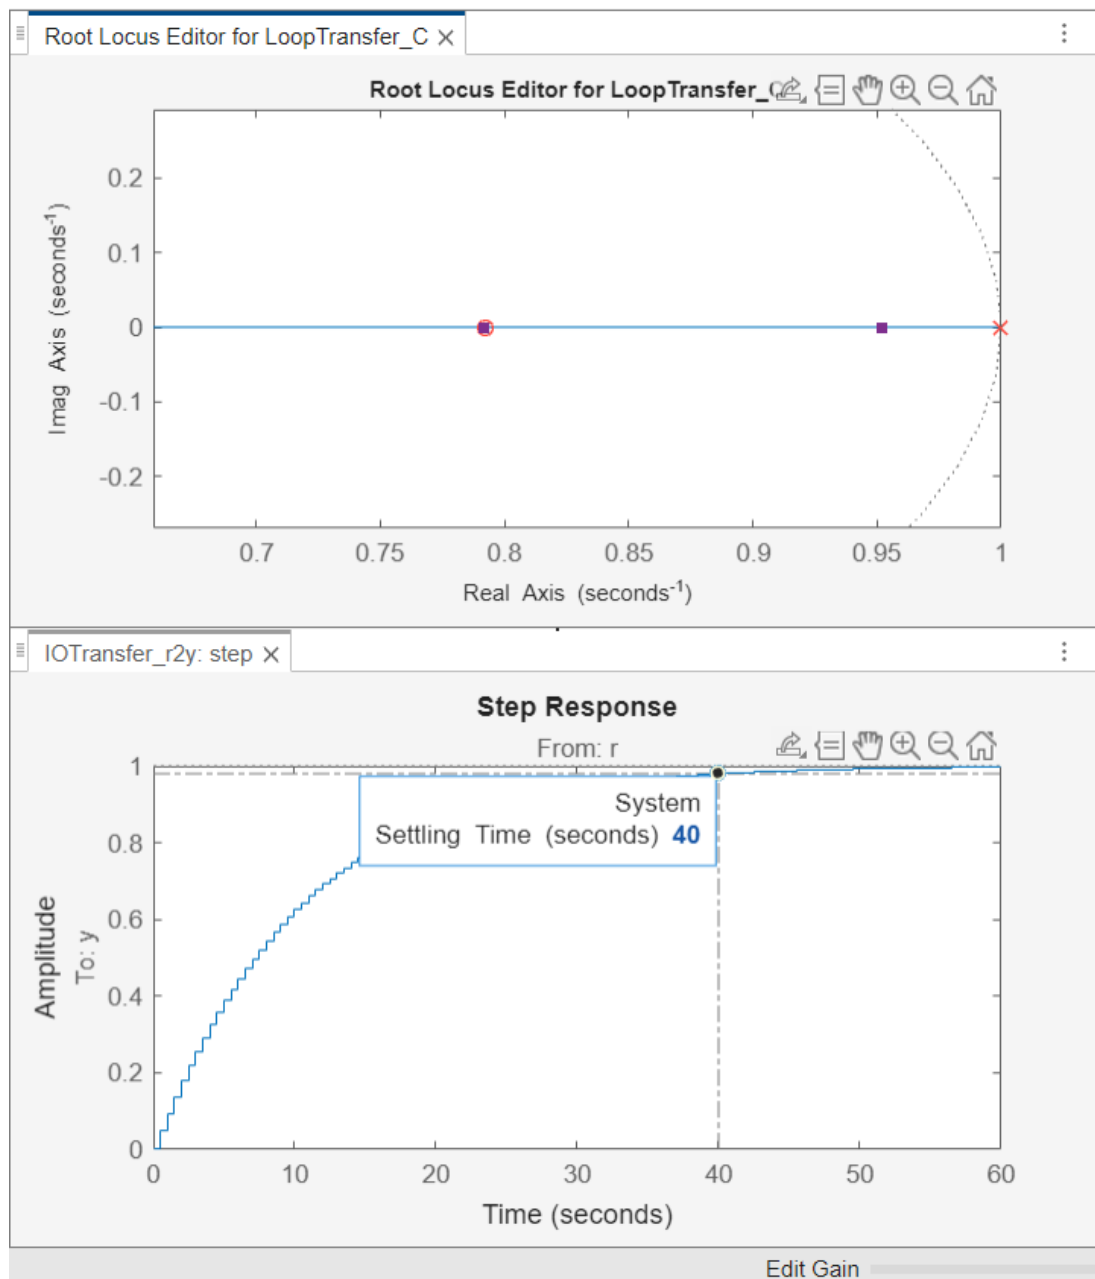 Root Locus Editor for LoopTransfer_C
Root Locus Editor for LoopTransfer_
0.2
0.1
0
-0.1
-0.2
Imag Axis (seconds-1)
0.7 0.75 0.8 0.85 0.9 0.95 1
Real Axis (seconds-1)
IOTransfer_r2y: step
Step Response
From: r
1
0.8
0.6
0.4
0.2
0
Amplitude
To: y
System
Settling Time (seconds) 40
0 10 20 30 40 50 60
Time (seconds)
Edit Gain